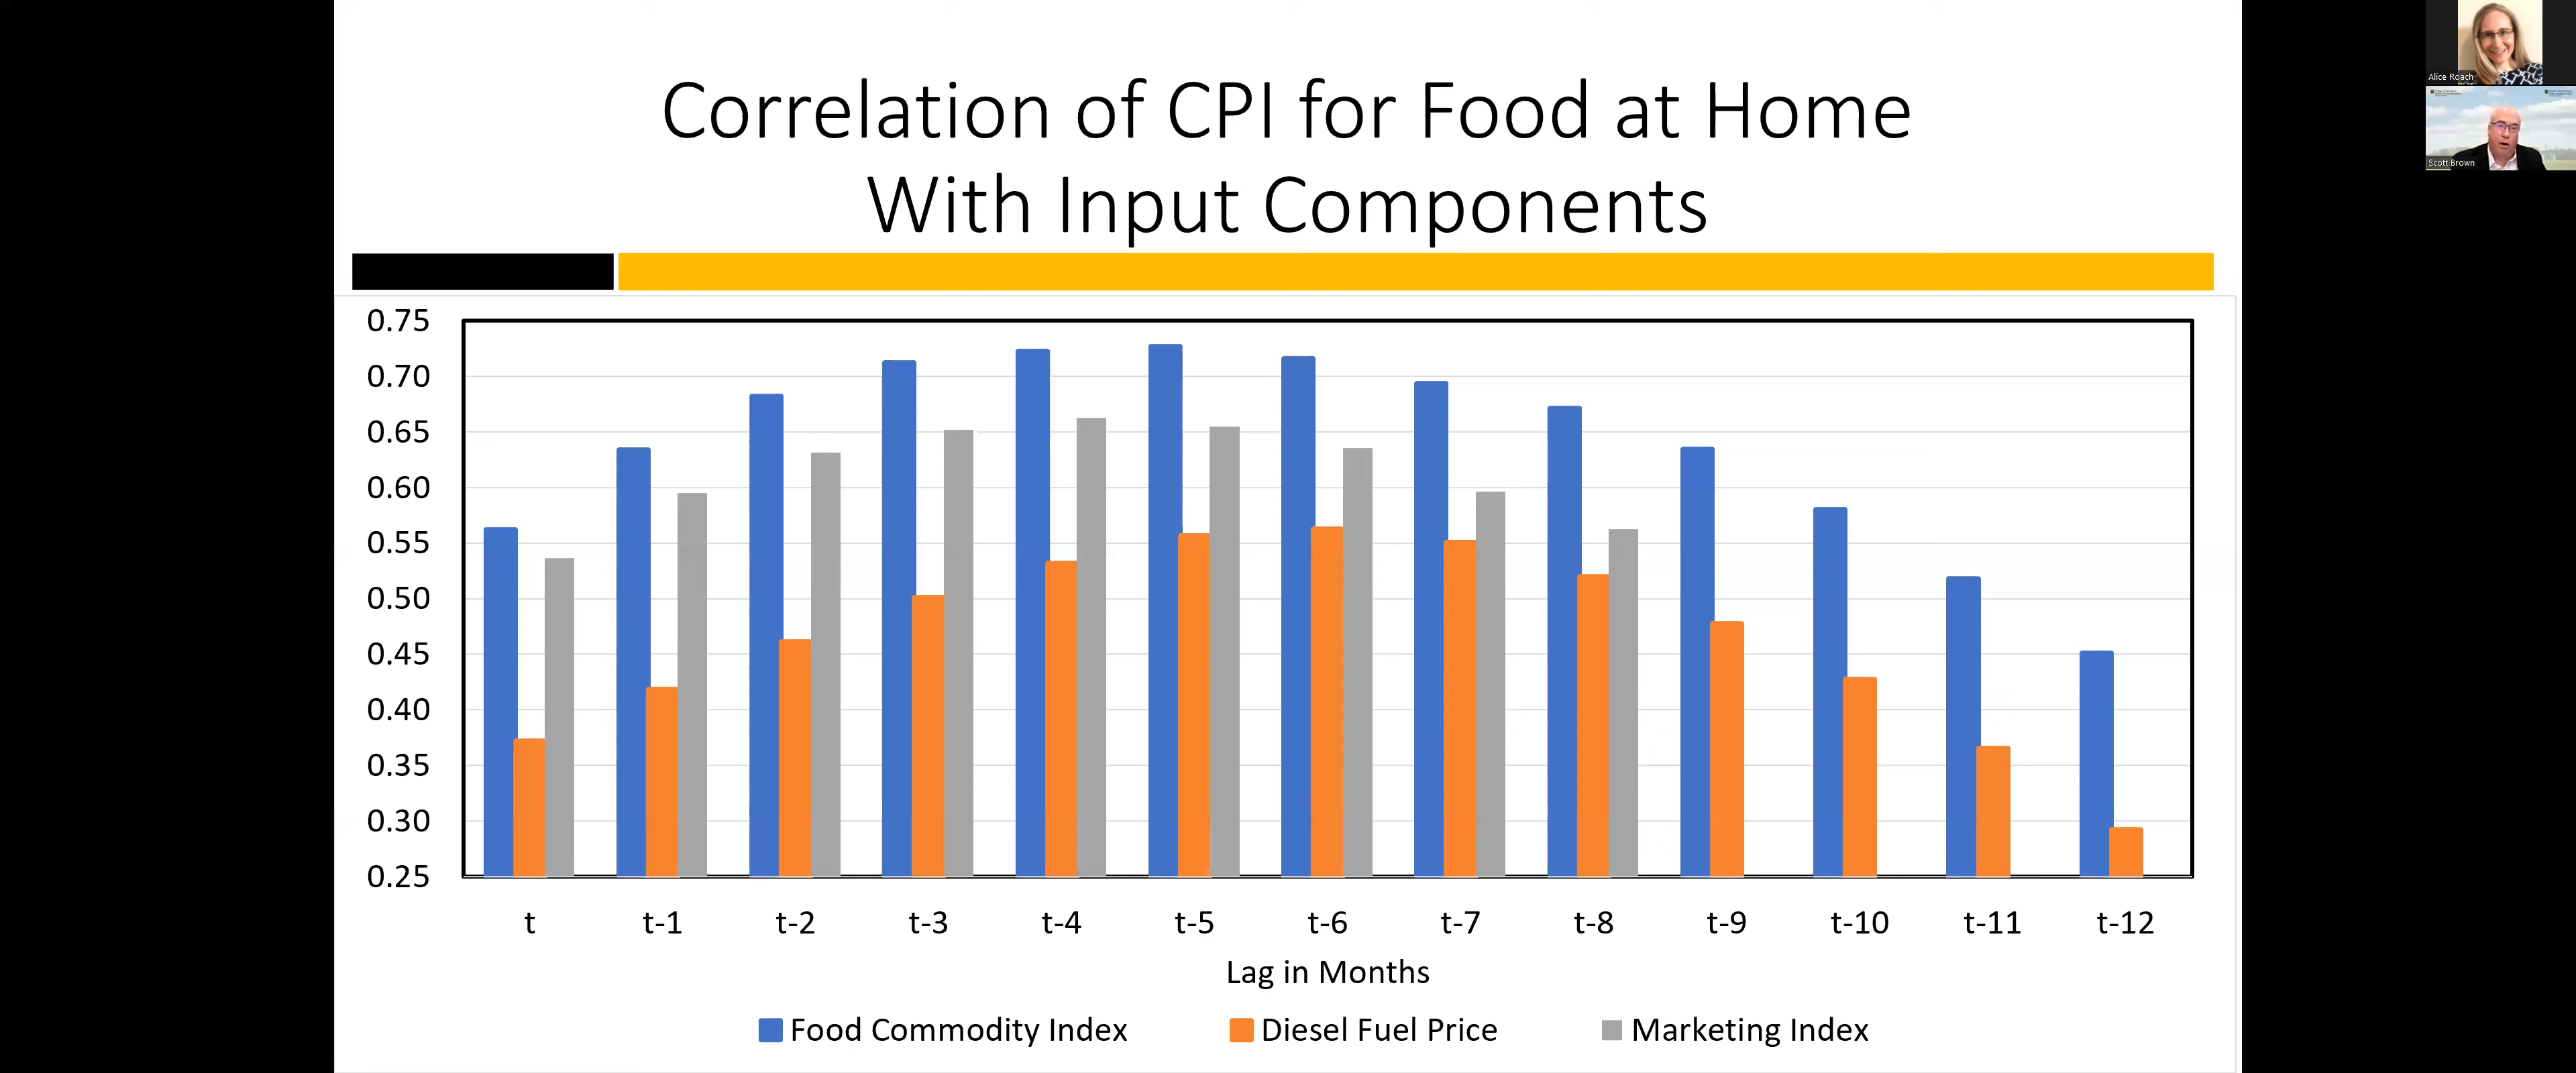 Correlation of CPI for Food at Home
With Input Components
0.75
0.70
0.65
0.60
0.55
0.50
0.45
0.40
0.35
0.30
0.25
t t-1 t-2 t-3 t-4 t-5 t-6 t-7 t-8 t-9 t-10 t-11 t-12
Lag in Months
Food Commodity Index Diesel Fuel Price Marketing Index
Alice Roach
Scott Brown